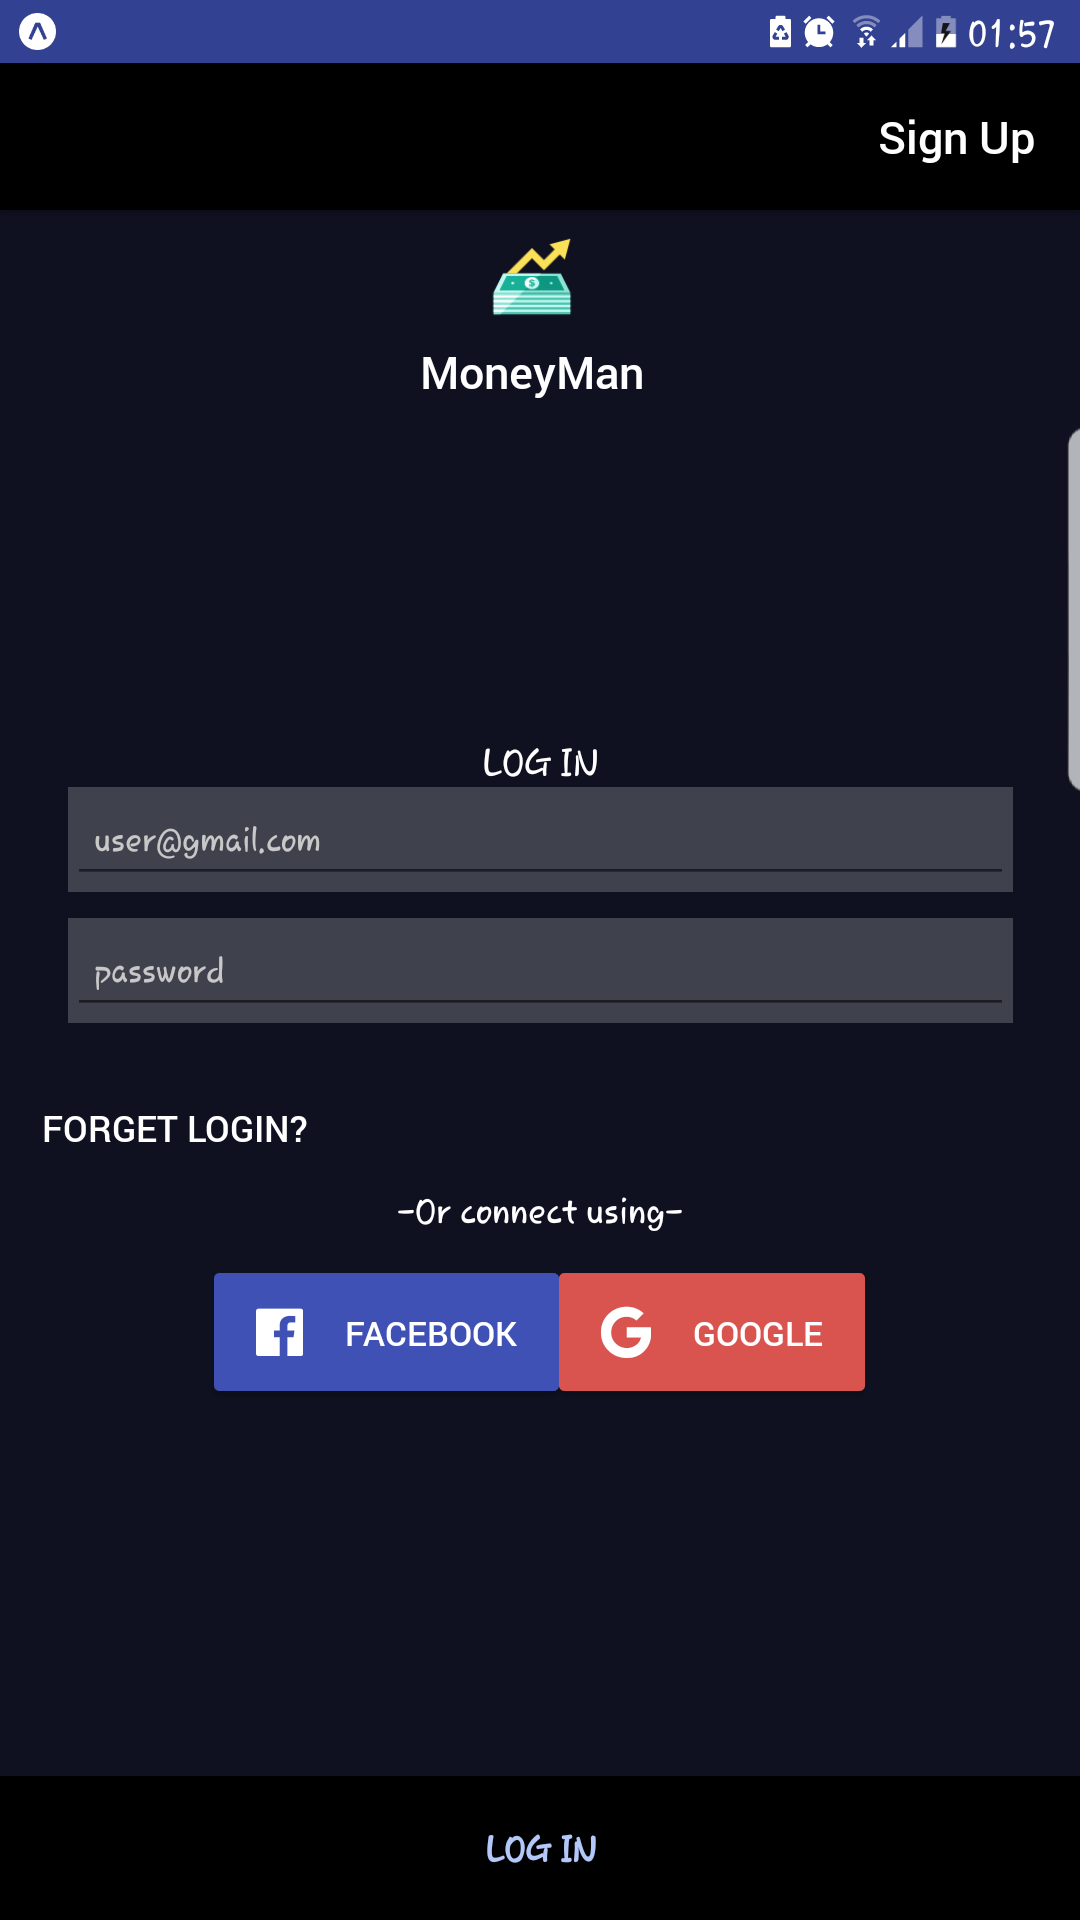 01:57
Sign Up
MoneyMan
LOG IN
user@gmail.com
password
FORGET LOGIN?
-Or connect using-
FACEBOOK GOOGLE
LOG IN